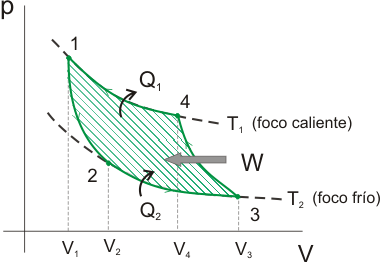 p
1
Q1
4
T1 (foco caliente)
W
2
Q2
T2 (foco frío)
3
V1
V2
V4
V3
V